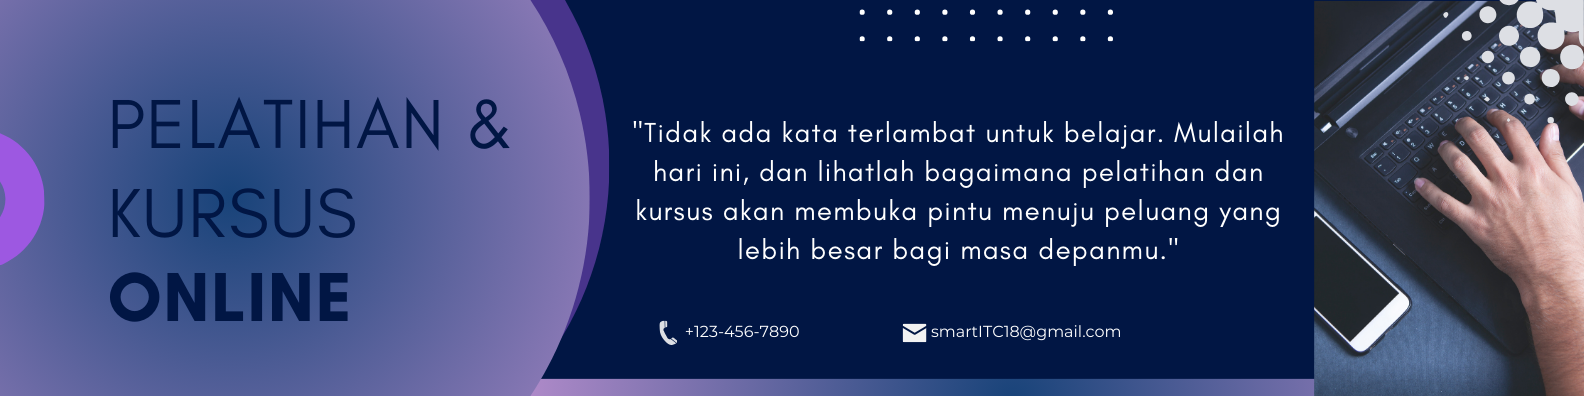 PELATIHAN &
KURSUS
ONLINE
"Tidak ada kata terlambat untuk belajar. Mulailah
hari ini, dan lihatlah bagaimana pelatihan dan
kursus akan membuka pintu menuju peluang yang
lebih besar bagi masa depanmu."
+123-456-7890
smartITC18@gmail.com